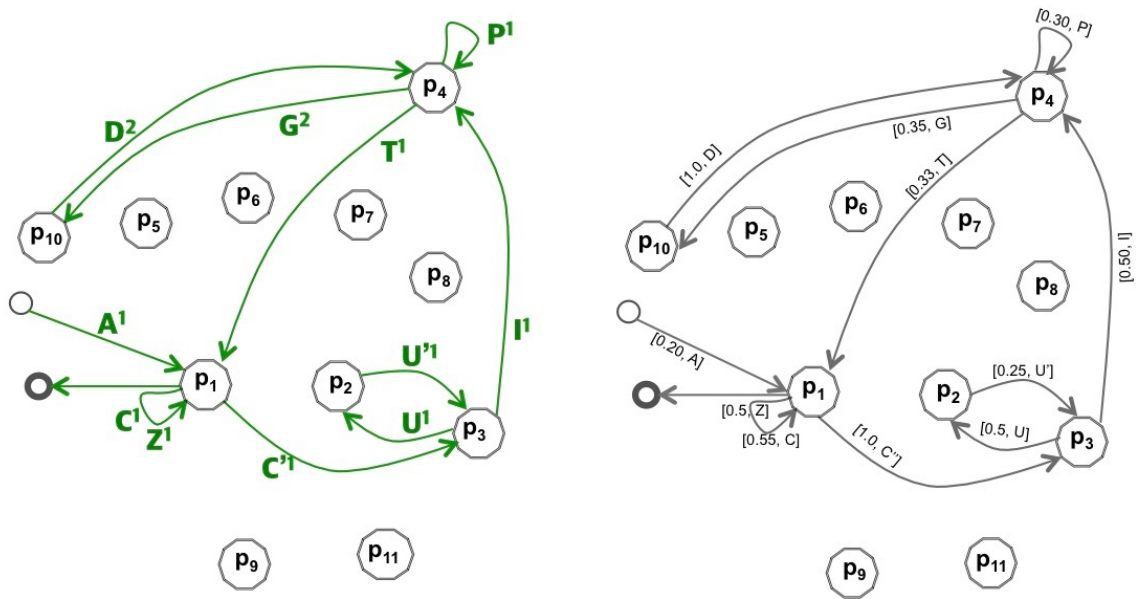 P¹
p₄
D²
G²
T¹
p₆
p₅
p₇
p₁₀
p₈
A¹
I¹
U'¹
p₁
p₂
C¹
Z¹
U¹
p₃
C'¹
p₉
p₁₁
[0.30, P]
p₄
[0.35, G]
[1.0, D]
[0.33, T]
p₆
p₅
p₇
p₁₀
[0.50, I]
p₈
[0.20, A]
[0.25, U']
p₁
p₂
[0.5, Z]
[0.55, C]
[0.5, U]
p₃
[1.0, C'']
p₉
p₁₁